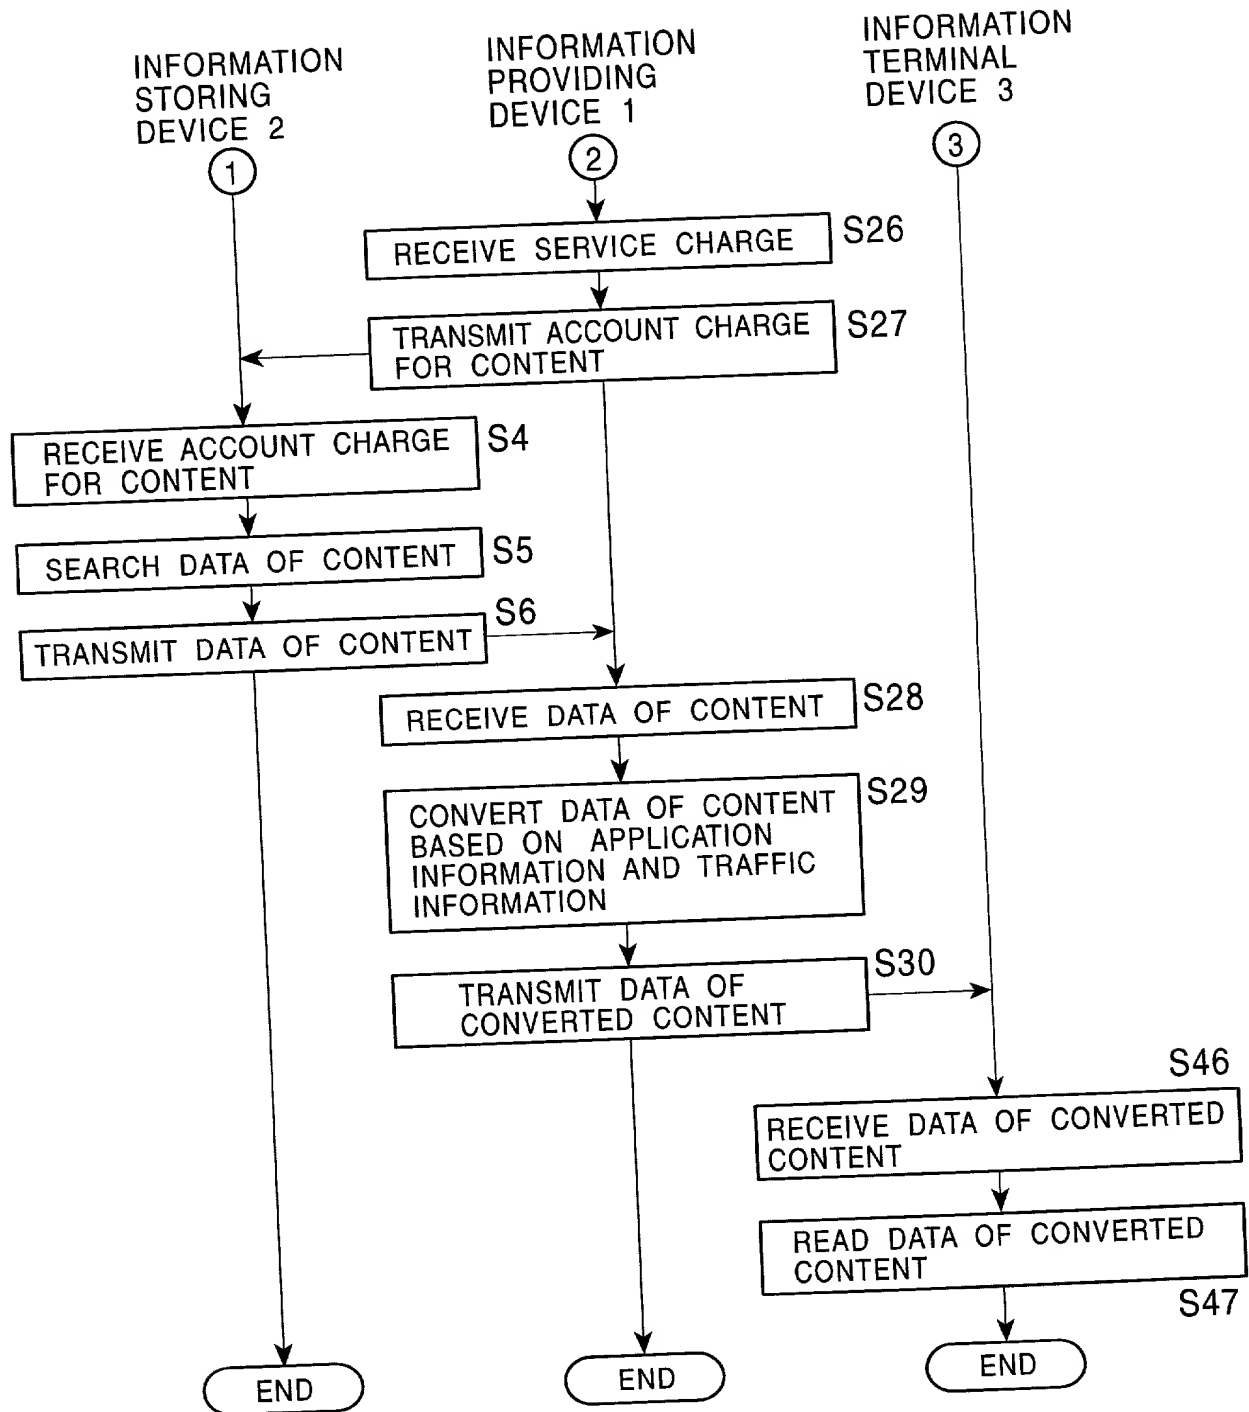 INFORMATION
STORING
DEVICE 2
INFORMATION
PROVIDING
DEVICE 1
INFORMATION
TERMINAL
DEVICE 3
1
2
3
RECEIVE SERVICE CHARGE
S26
TRANSMIT ACCOUNT CHARGE
FOR CONTENT
S27
RECEIVE ACCOUNT CHARGE
FOR CONTENT
S4
SEARCH DATA OF CONTENT
S5
TRANSMIT DATA OF CONTENT
S6
RECEIVE DATA OF CONTENT
S28
CONVERT DATA OF CONTENT
BASED ON APPLICATION
INFORMATION AND TRAFFIC
INFORMATION
S29
TRANSMIT DATA OF
CONVERTED CONTENT
S30
S46
RECEIVE DATA OF CONVERTED
CONTENT
READ DATA OF CONVERTED
CONTENT
S47
END
END
END